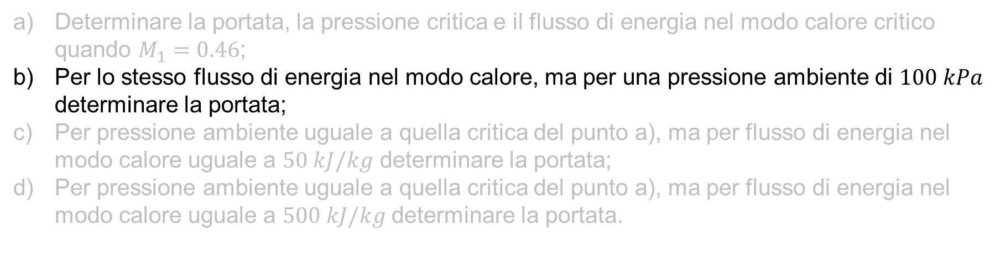 a) Determinare la portata, la pressione critica e il flusso di energia nel modo calore critico
quando M₁ = 0.46;
b) Per lo stesso flusso di energia nel modo calore, ma per una pressione ambiente di 100 kPa
determinare la portata;
c) Per pressione ambiente uguale a quella critica del punto a), ma per flusso di energia nel
modo calore uguale a 50 kJ/kg determinare la portata;
d) Per pressione ambiente uguale a quella critica del punto a), ma per flusso di energia nel
modo calore uguale a 500 kJ/kg determinare la portata.